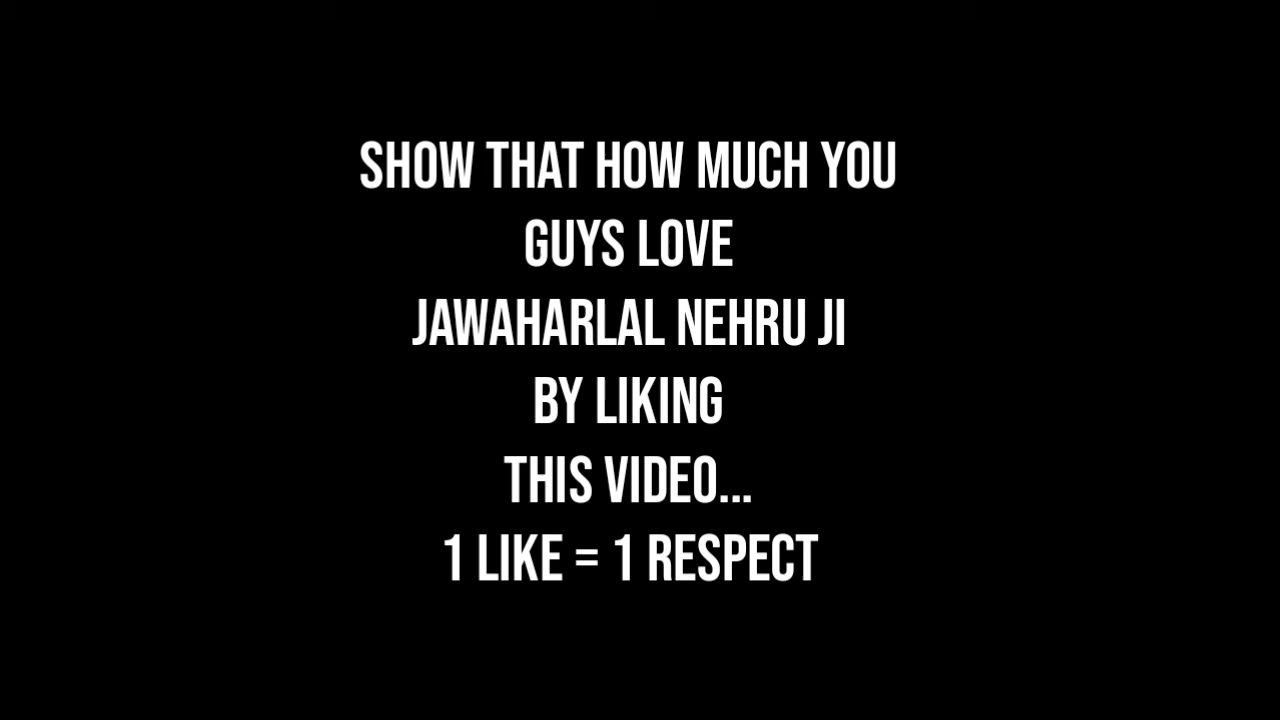 SHOW THAT HOW MUCH YOU
GUYS LOVE
JAWAHARLAL NEHRU JI
BY LIKING
THIS VIDEO...
1 LIKE = 1 RESPECT